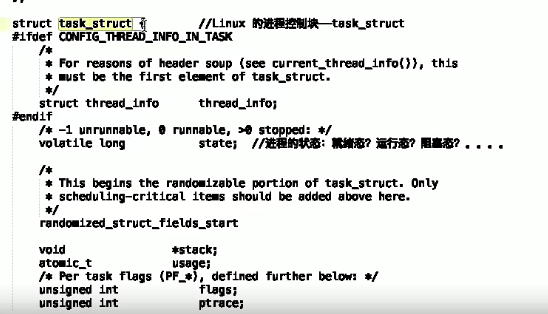 struct task_struct {          //Linux 的进程控制块—task_struct
#ifdef CONFIG_THREAD_INFO_IN_TASK
    /*
     * For reasons of header soup (see current_thread_info()), this
     * must be the first element of task_struct.
     */
    struct thread_info      thread_info;
#endif
    /* -1 unrunnable, 0 runnable, >0 stopped: */
    volatile long           state;  //进程的状态：就绪态？运行态？阻塞态？....
    /*
     * This begins the randomizable portion of task_struct. Only
     * scheduling-critical items should be added above here.
     */
    randomized_struct_fields_start
    void                    *stack;
    atomic_t                usage;
    /* Per task flags (PF_*), defined further below: */
    unsigned int            flags;
    unsigned int            ptrace;